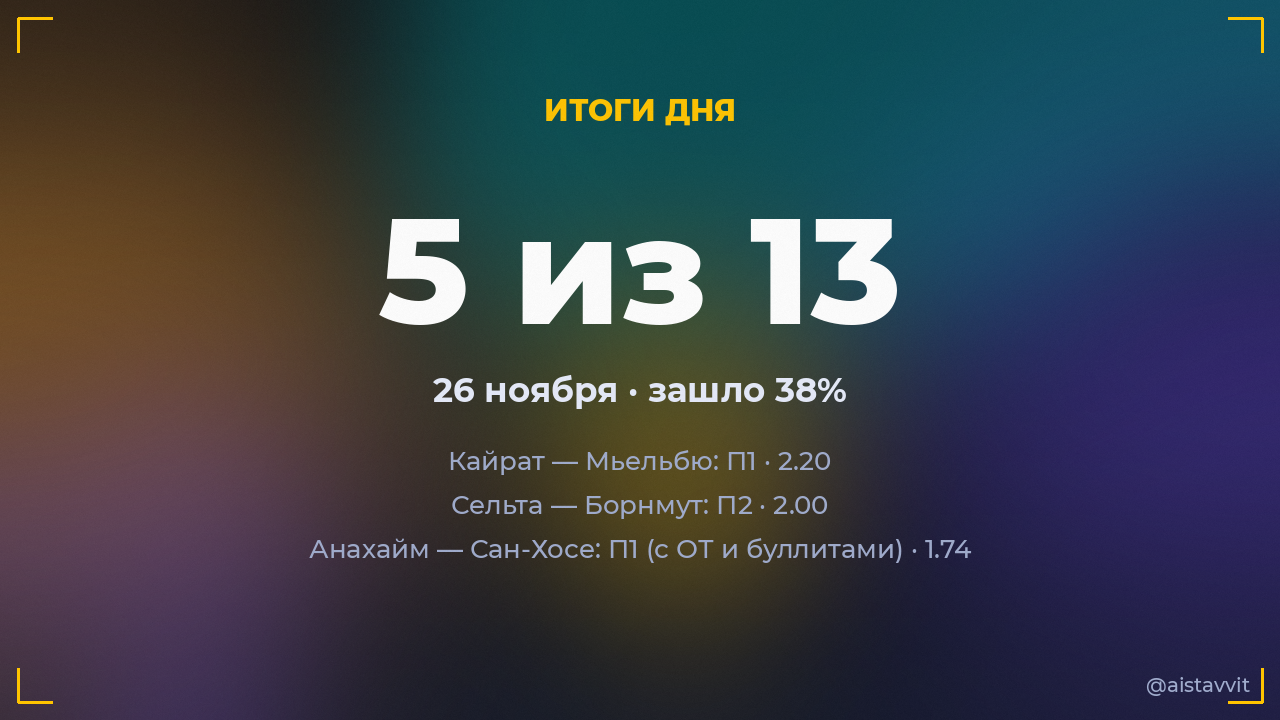 ИТОГИ ДНЯ
5 из 13
26 ноября · зашло 38%
Кайрат — Мьельбю: П1 · 2.20
Сельта — Борнмут: П2 · 2.00
Анахайм — Сан-Хосе: П1 (с ОТ и буллитами) · 1.74
@aistavvit